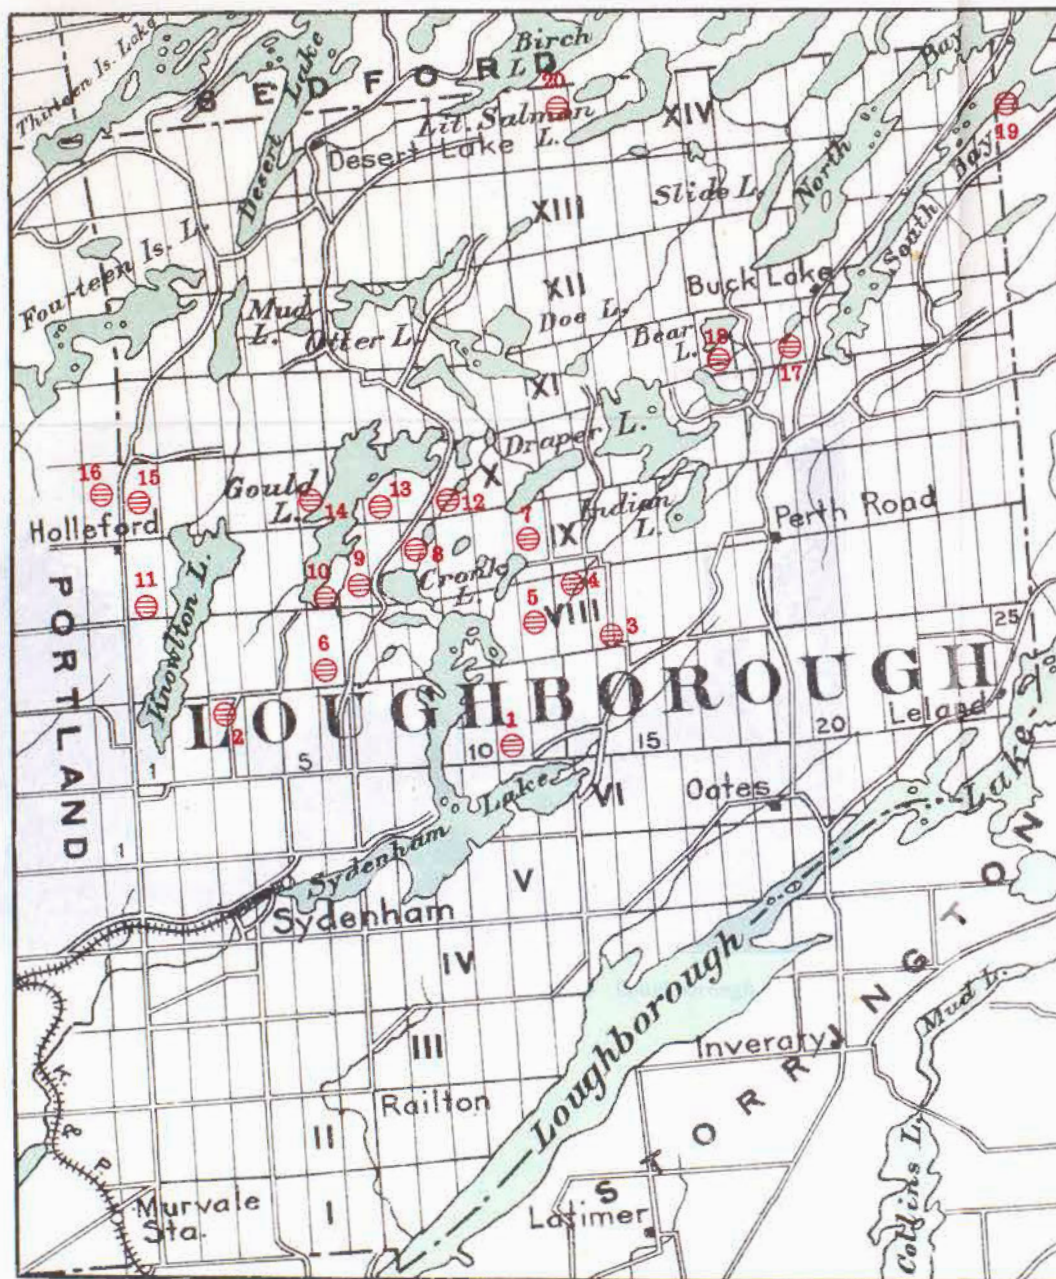 Thirteen Is. Lake
BEDFORD
Desert Lake
Birch L.
20
Lit. Salmon L.
XIV
North Bay
South Bay
19
Desert Lake
Slide L.
XIII
Fourteen Is. L.
Mud L.
Otter L.
XII
Doe L.
Buck Lake
Bear L.
18
17
XI
Draper L.
X
16
15
Gould L.
14
13
12
7
IX
Indian L.
Perth Road
Holleford
11
Knowlton L.
10
9
8
Cronk L.
4
5
VIII
3
25
6
PORTLAND
LOUGHBOROUGH
2
1
1
5
10
15
20
Leland
VI
Oates
Lake
1
Sydenham Lake
V
Sydenham
IV
Loughborough
Mud L.
III
Inverary
STORRINGTON
Railton
K. & P.
II
Murvale Sta.
I
Latimer
Collins L.